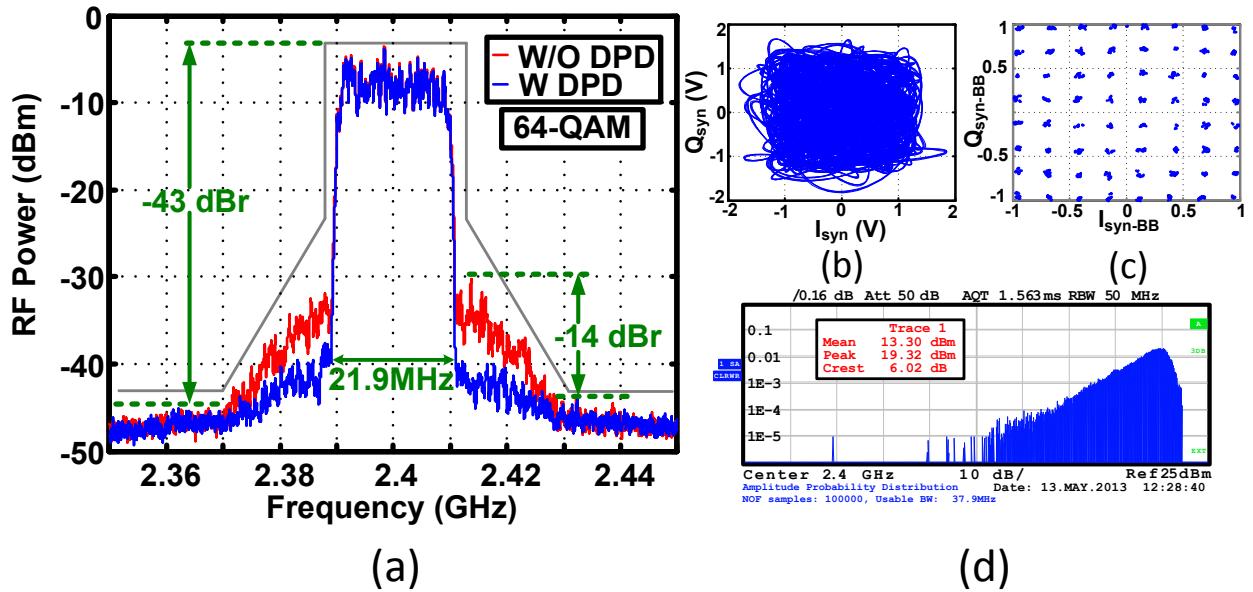 0
-10
-20
-30
-40
-50
RF Power (dBm)
W/O DPD
W DPD
64-QAM
-43 dBr
-14 dBr
21.9MHz
2.36 2.38 2.4 2.42 2.44
Frequency (GHz)
(a)
2
1
0
-1
-2
Qsyn (V)
-2 -1 0 1 2
Isyn (V)
(b)
1
0.5
0
-0.5
-1
Qsyn-BB
-1 -0.5 0 0.5 1
Isyn-BB
(c)
/0.16 dB Att 50 dB AQT 1.563ms RBW 50 MHz
0.1
0.01
1E-3
1E-4
1E-5
Trace 1
Mean 13.30 dBm
Peak 19.32 dBm
Crest 6.02 dB
1 SA
CLRWR
A
3DB
EXT
Center 2.4 GHz 10 dB/ Ref 25dBm
Amplitude Probability Distribution
Date: 13.MAY.2013 12:28:40
NOF samples: 100000, Usable BW: 37.9MHz
(d)